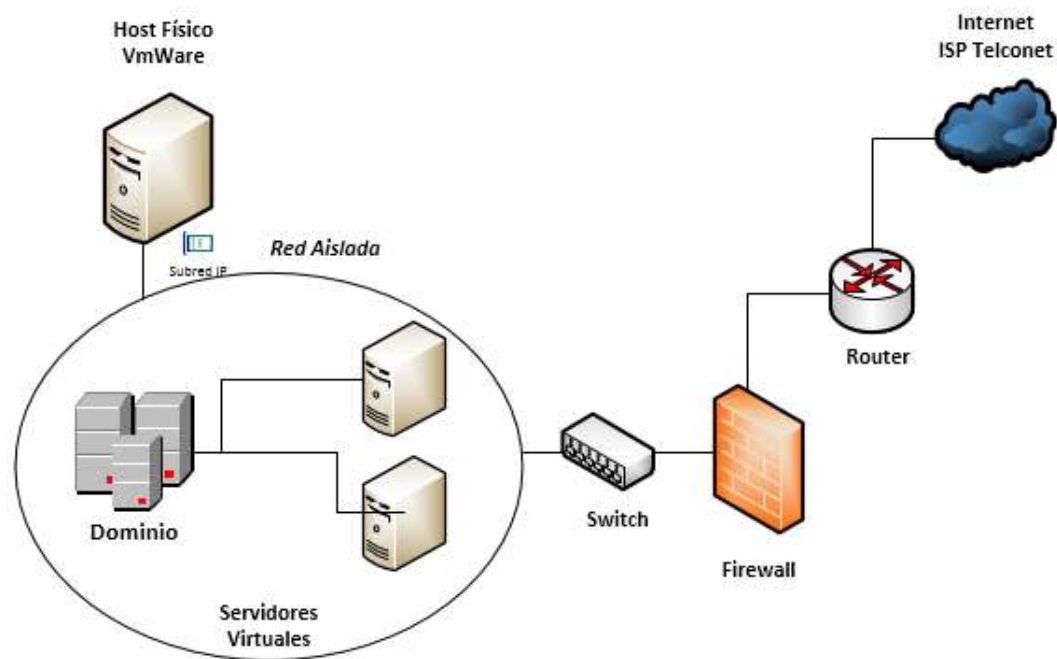 Host Físico
VmWare
Internet
ISP Telconet
Red Aislada
Subred IP
Router
Dominio
Switch
Firewall
Servidores
Virtuales